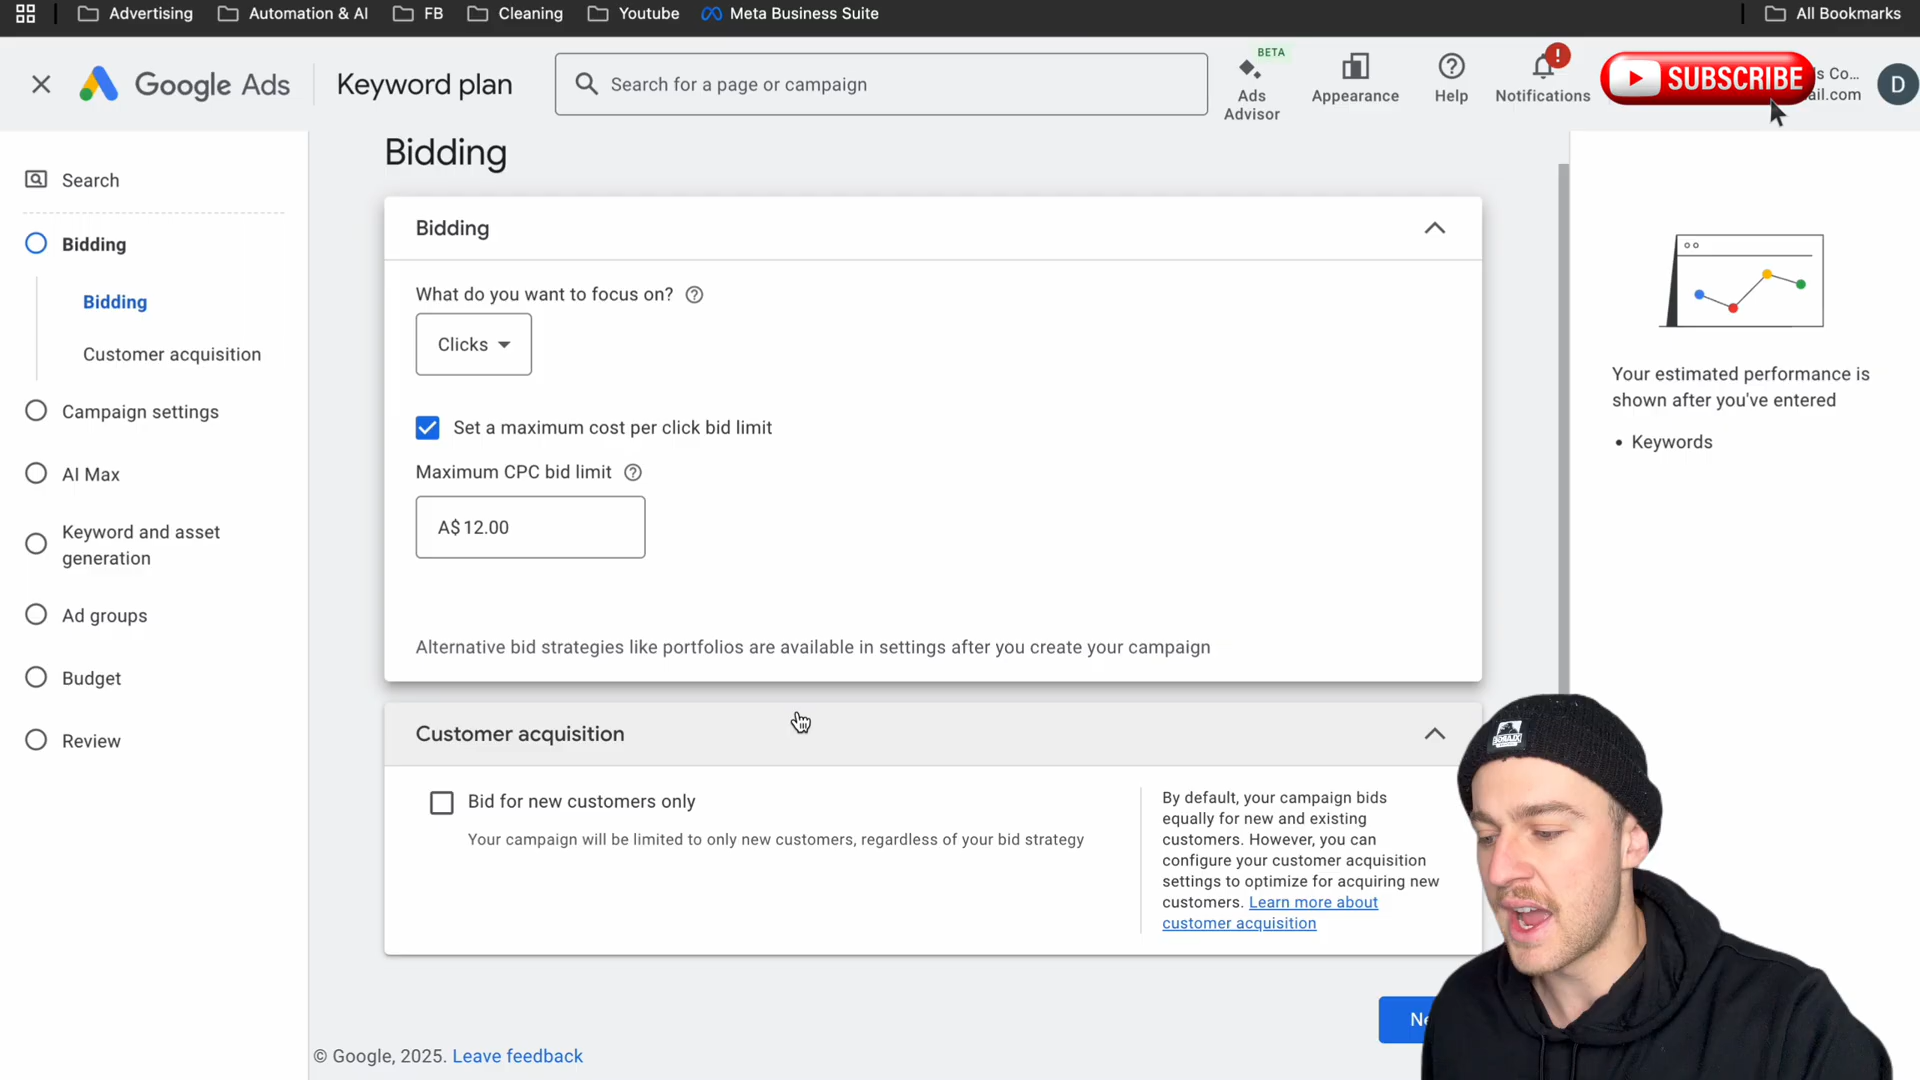 Advertising
Automation & AI
FB
Cleaning
Youtube
Meta Business Suite
All Bookmarks
Google Ads
Keyword plan
Search for a page or campaign
BETA
Ads
Advisor
Appearance
Help
Notifications
!
SUBSCRIBE
s Co...
ail.com
D
Search
Bidding
Bidding
Customer acquisition
Campaign settings
AI Max
Keyword and asset
generation
Ad groups
Budget
Review
Bidding
Bidding
What do you want to focus on?
Clicks
Set a maximum cost per click bid limit
Maximum CPC bid limit
A$ 12.00
Alternative bid strategies like portfolios are available in settings after you create your campaign
Customer acquisition
Bid for new customers only
Your campaign will be limited to only new customers, regardless of your bid strategy
By default, your campaign bids
equally for new and existing
customers. However, you can
configure your customer acquisition
settings to optimize for acquiring new
customers. Learn more about
customer acquisition
Your estimated performance is
shown after you've entered
• Keywords
© Google, 2025. Leave feedback